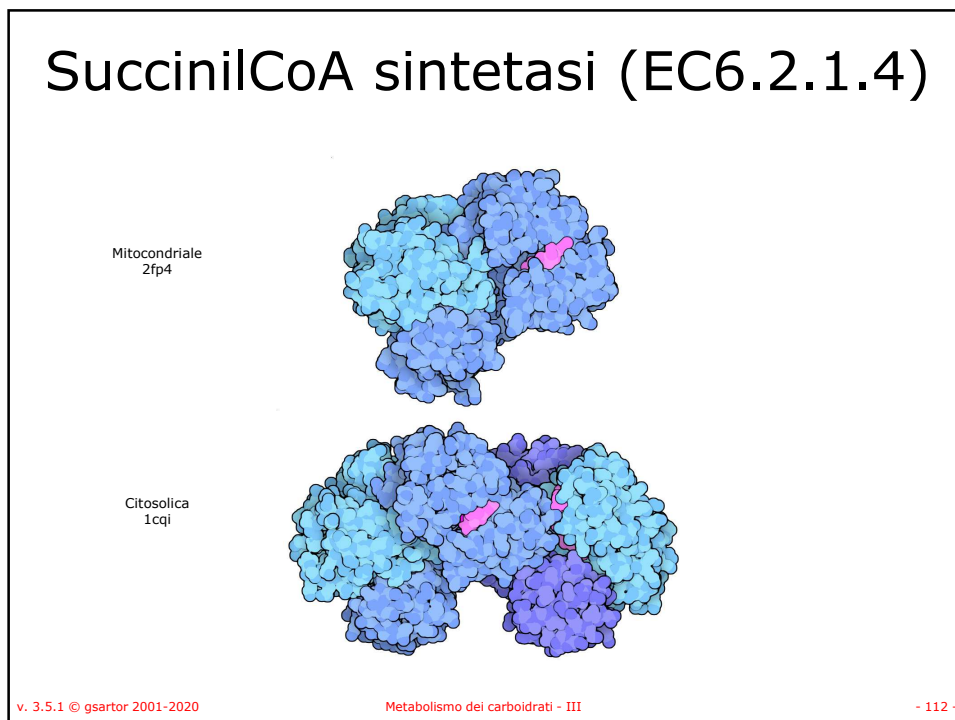 SuccinilCoA sintetasi (EC6.2.1.4)
Mitocondriale
2fp4
Citosolica
1cqi
v. 3.5.1 © gsartor 2001-2020
Metabolismo dei carboidrati - III
- 112 -